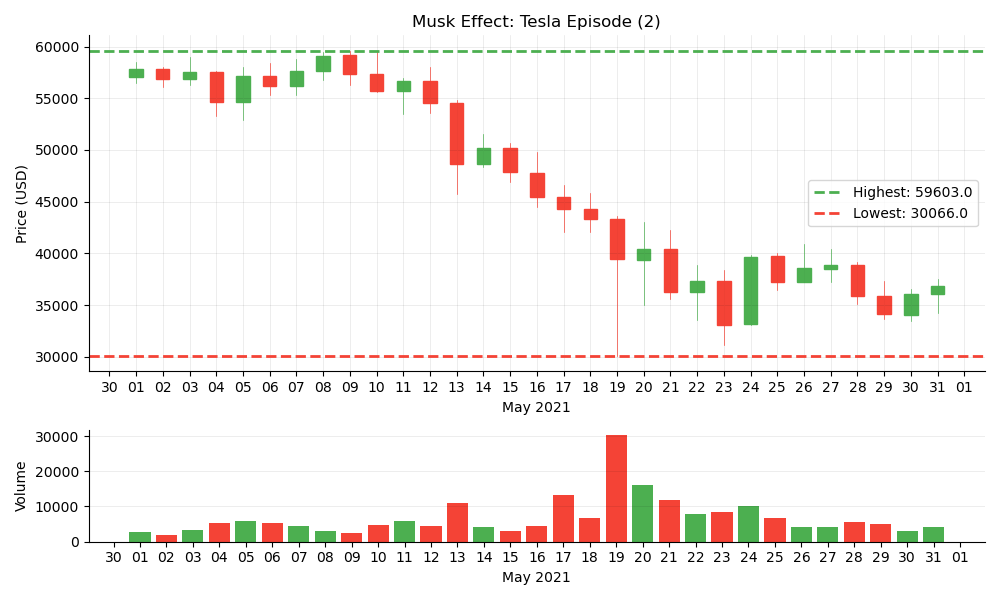 Musk Effect: Tesla Episode (2)
60000
55000
50000
45000
40000
35000
30000
Price (USD)
Highest: 59603.0
Lowest: 30066.0
30 01 02 03 04 05 06 07 08 09 10 11 12 13 14 15 16 17 18 19 20 21 22 23 24 25 26 27 28 29 30 31 01
May 2021
30000
20000
10000
0
Volume
30 01 02 03 04 05 06 07 08 09 10 11 12 13 14 15 16 17 18 19 20 21 22 23 24 25 26 27 28 29 30 31 01
May 2021